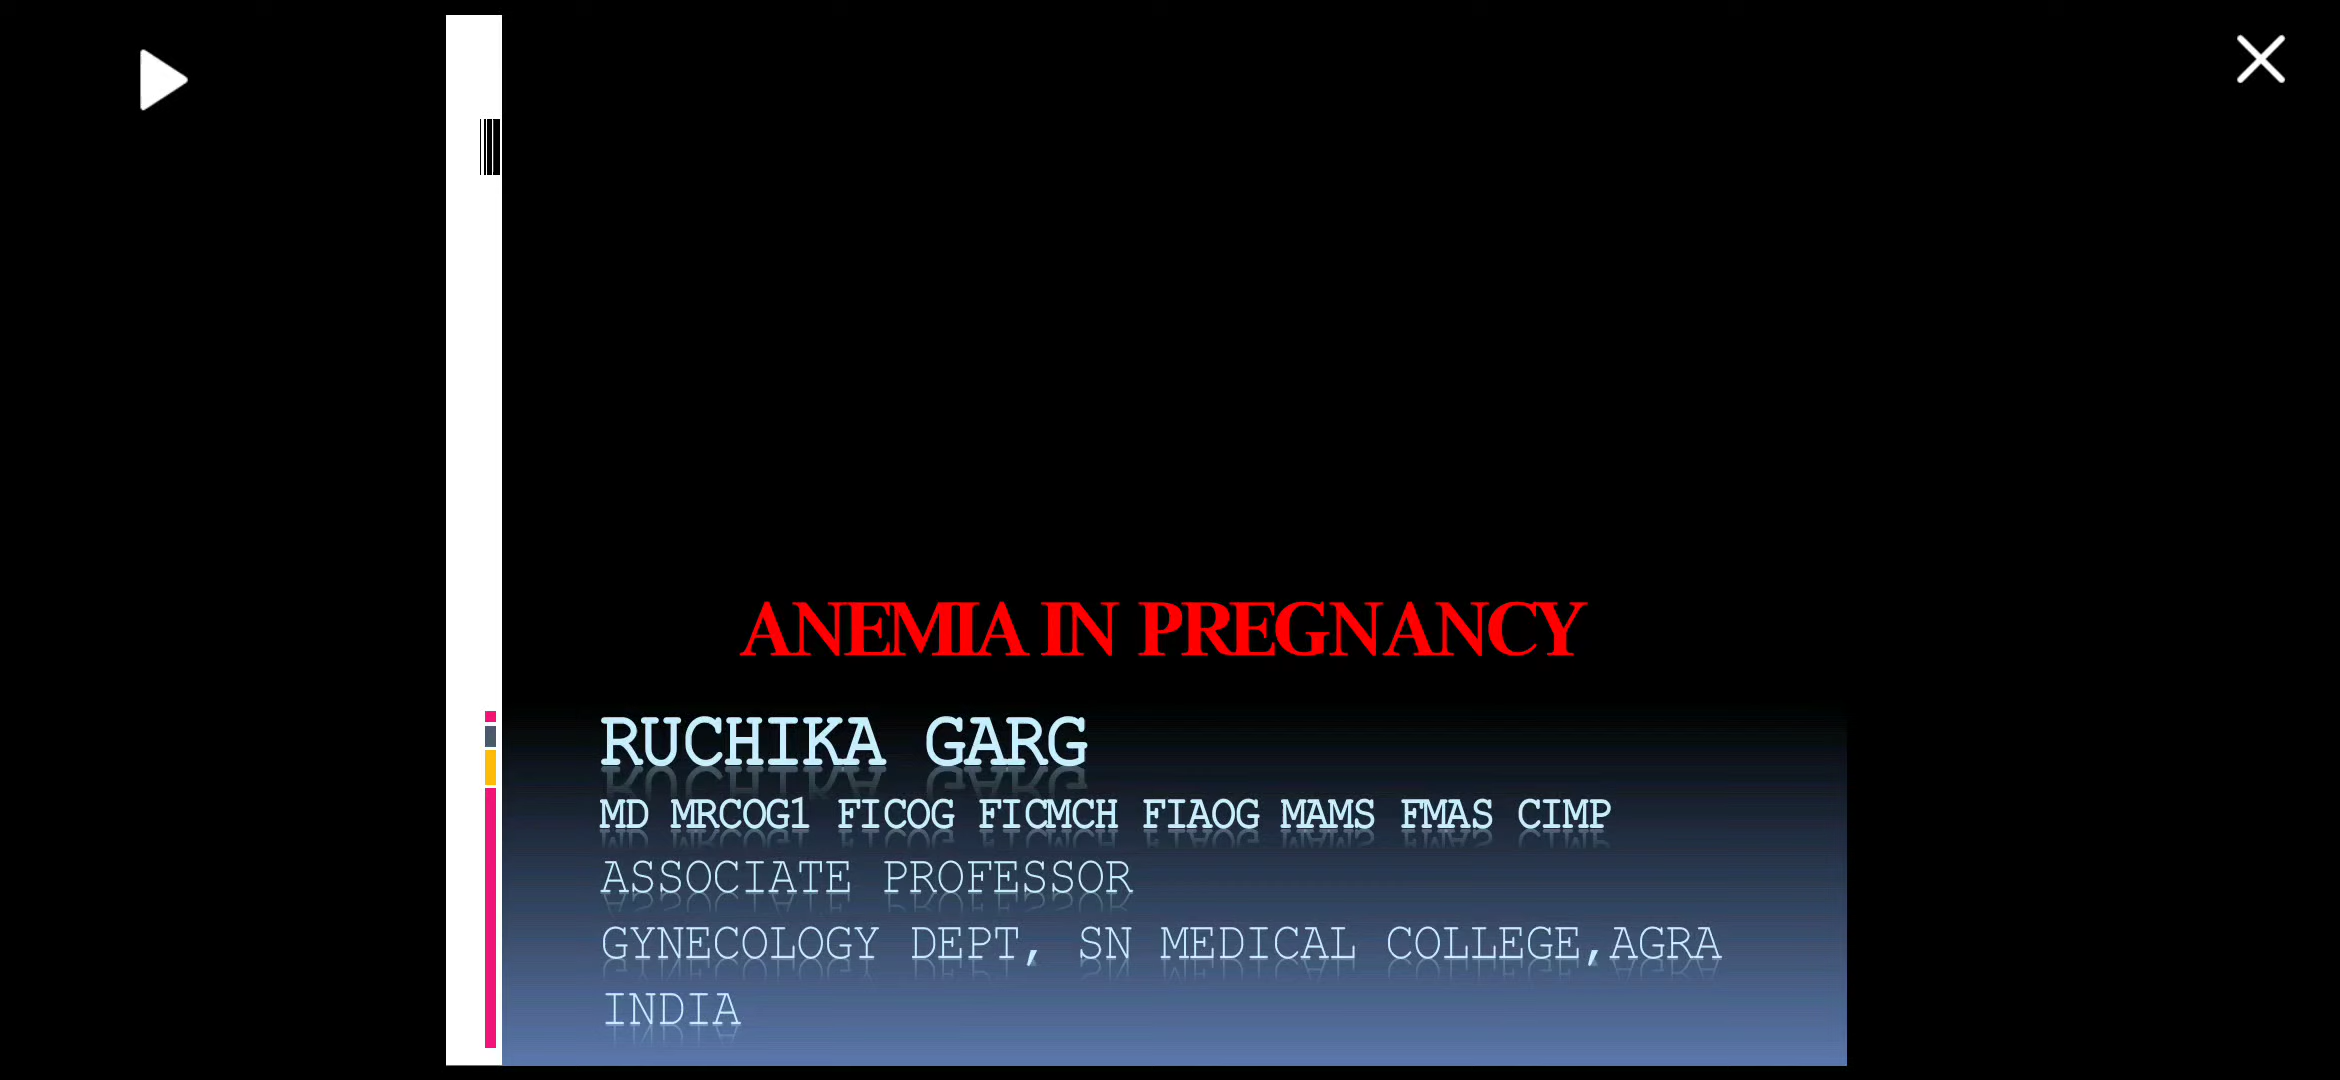 ANEMIA IN PREGNANCY
RUCHIKA GARG
MD MRCOG1 FICOG FICMCH FIAOG MAMS FMAS CIMP
ASSOCIATE PROFESSOR
GYNECOLOGY DEPT, SN MEDICAL COLLEGE,AGRA
INDIA